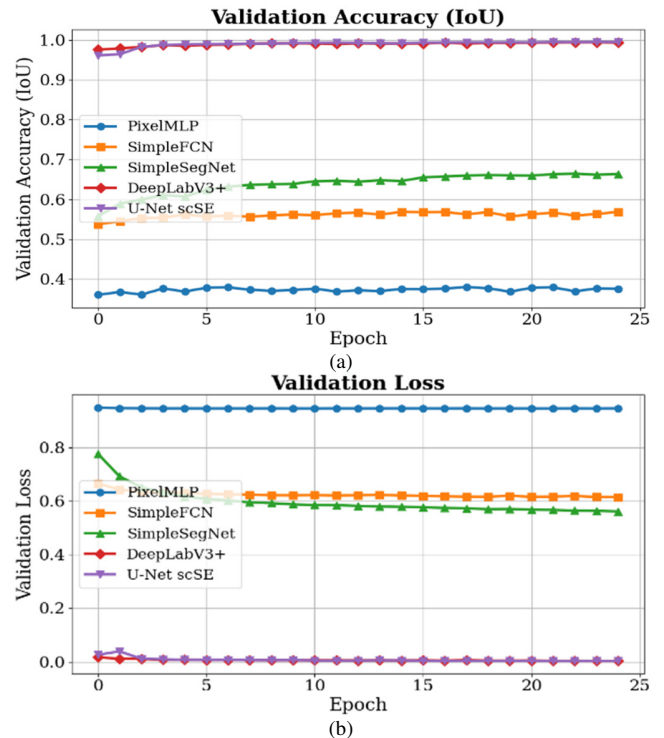 Validation Accuracy (IoU)
Validation Accuracy (IoU)
1.0
0.9
0.8
0.7
0.6
0.5
0.4
PixelMLP
SimpleFCN
SimpleSegNet
DeepLabV3+
U-Net scSE
0 5 10 15 20 25
Epoch
(a)
Validation Loss
Validation Loss
0.8
0.6
0.4
0.2
0.0
PixelMLP
SimpleFCN
SimpleSegNet
DeepLabV3+
U-Net scSE
0 5 10 15 20 25
Epoch
(b)